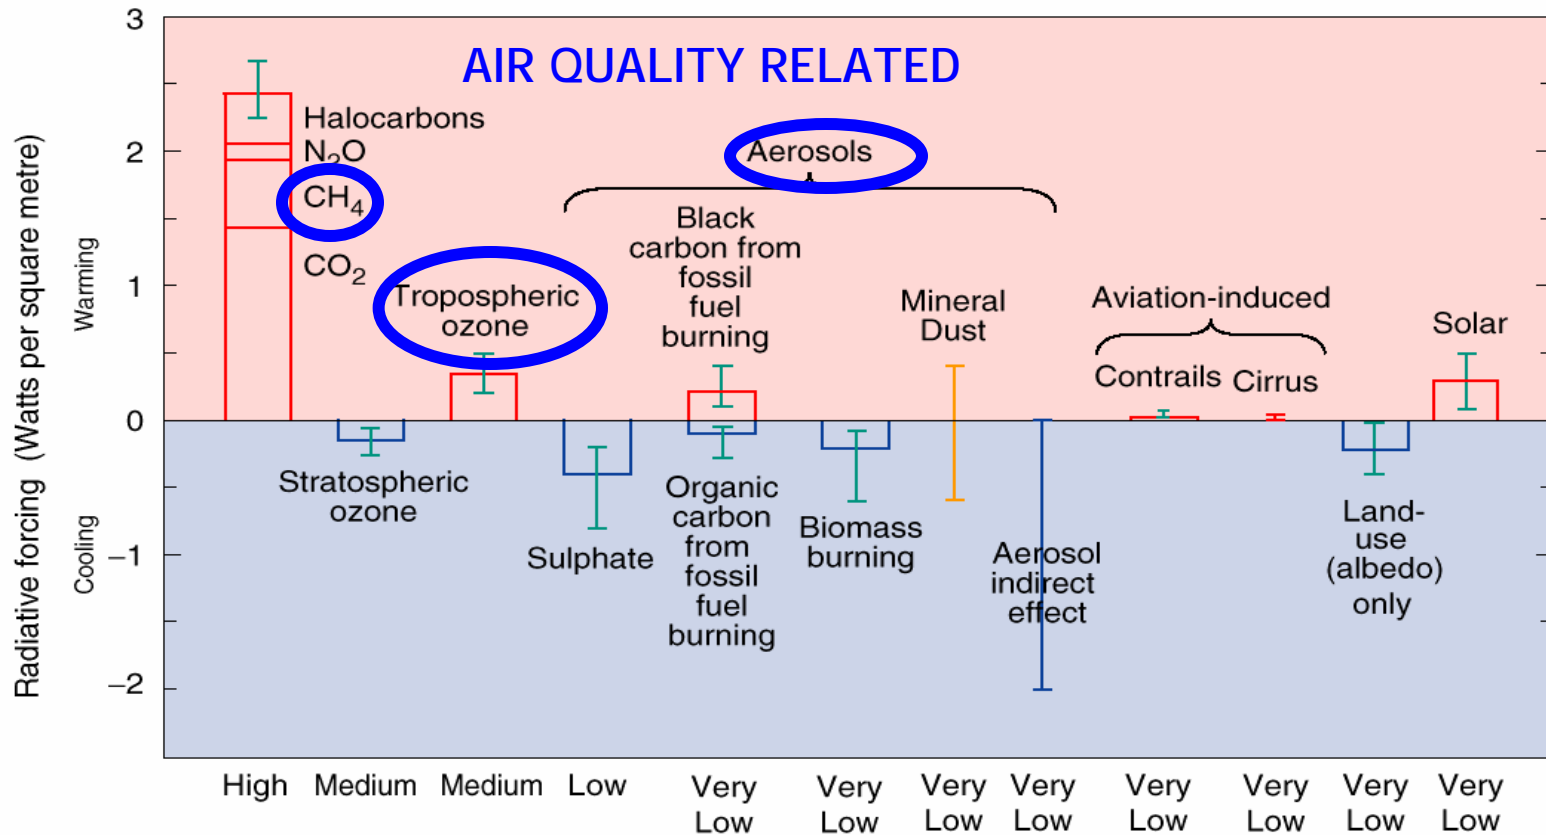 AIR QUALITY RELATED
Radiative forcing (Watts per square metre)
Warming
Cooling
3
2
1
0
−1
−2
Halocarbons
N₂O
CH₄
CO₂
Tropospheric
ozone
Stratospheric
ozone
Sulphate
Aerosols
Black
carbon from
fossil
fuel
burning
Organic
carbon
from
fossil
fuel
burning
Biomass
burning
Mineral
Dust
Aerosol
indirect
effect
Aviation-induced
Contrails
Cirrus
Land-
use
(albedo)
only
Solar
High
Medium
Medium
Low
Very
Low
Very
Low
Very
Low
Very
Low
Very
Low
Very
Low
Very
Low
Very
Low